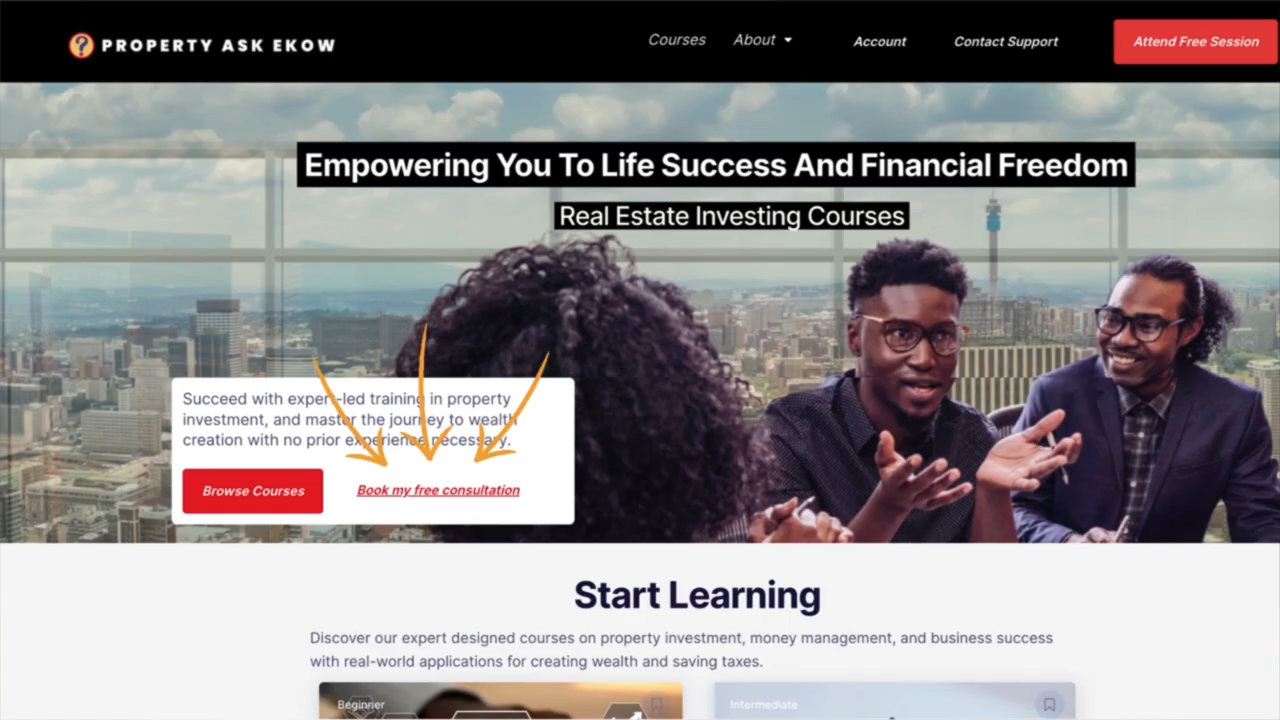 PROPERTY ASK EKOW
Courses
About
Account
Contact Support
Attend Free Session
Empowering You To Life Success And Financial Freedom
Real Estate Investing Courses
Succeed with expert-led training in property
investment, and master the journey to wealth
creation with no prior experience necessary.
Browse Courses
Book my free consultation
Start Learning
Discover our expert designed courses on property investment, money management, and business success
with real-world applications for creating wealth and saving taxes.
Beginner
Intermediate